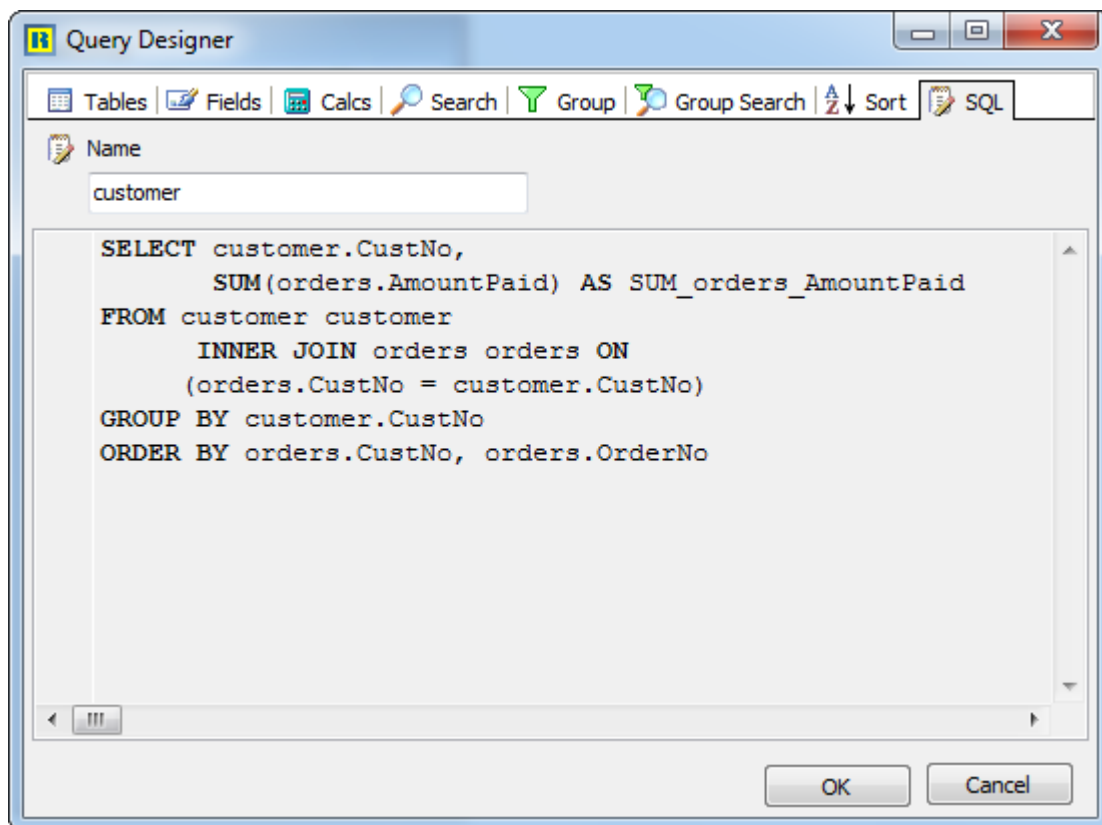 Query Designer
Tables Fields Calcs Search Group Group Search Sort SQL
Name
customer
SELECT customer.CustNo,
SUM(orders.AmountPaid) AS SUM_orders_AmountPaid
FROM customer customer
INNER JOIN orders orders ON
(orders.CustNo = customer.CustNo)
GROUP BY customer.CustNo
ORDER BY orders.CustNo, orders.OrderNo
OK Cancel